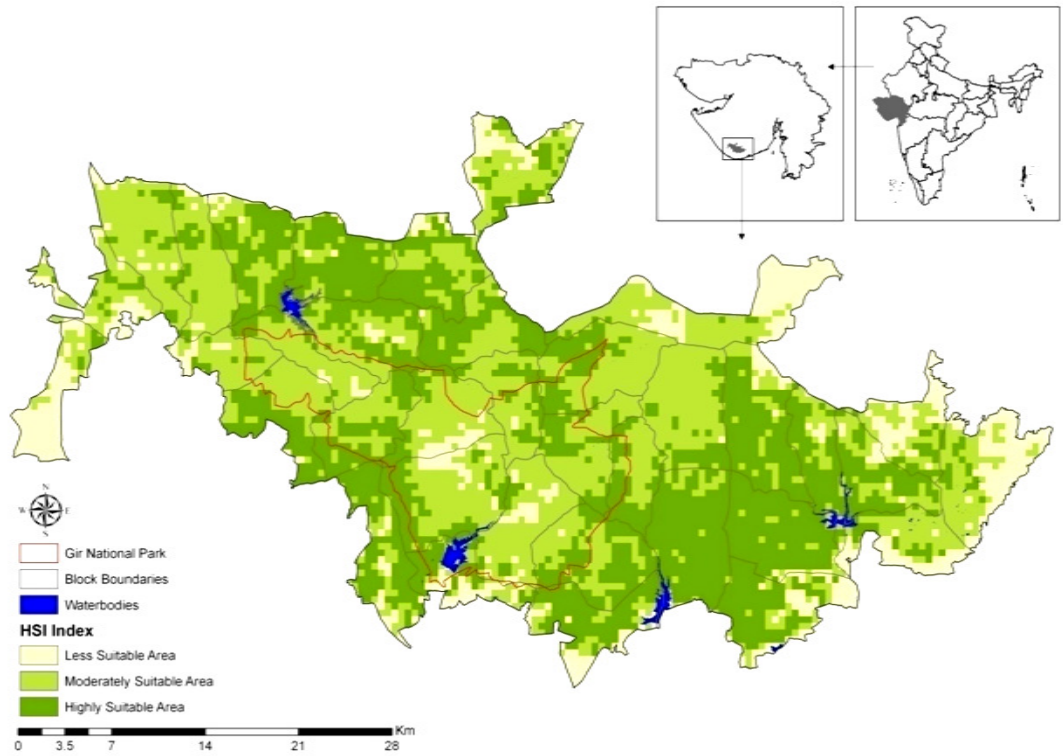 N
W E
S
Gir National Park
Block Boundaries
Waterbodies
HSI Index
Less Suitable Area
Moderately Suitable Area
Highly Suitable Area
Km
0 3.5 7 14 21 28